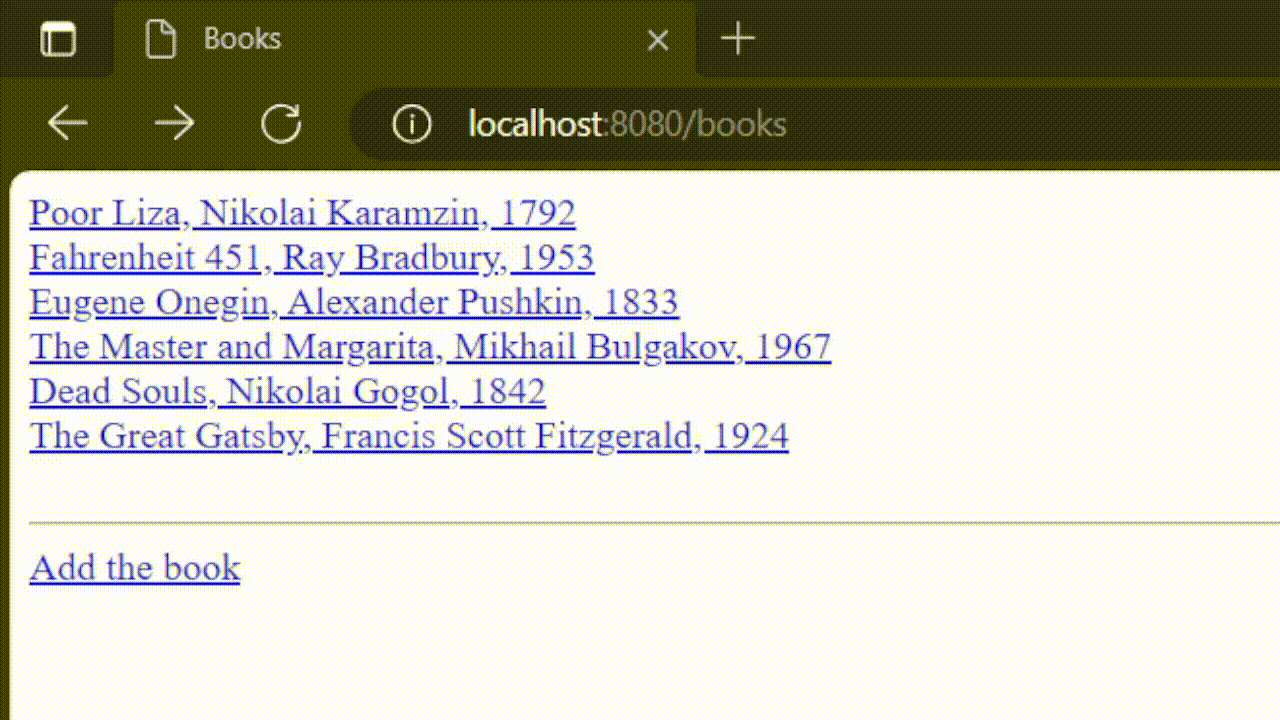 Books
localhost:8080/books
Poor Liza, Nikolai Karamzin, 1792
Fahrenheit 451, Ray Bradbury, 1953
Eugene Onegin, Alexander Pushkin, 1833
The Master and Margarita, Mikhail Bulgakov, 1967
Dead Souls, Nikolai Gogol, 1842
The Great Gatsby, Francis Scott Fitzgerald, 1924
Add the book